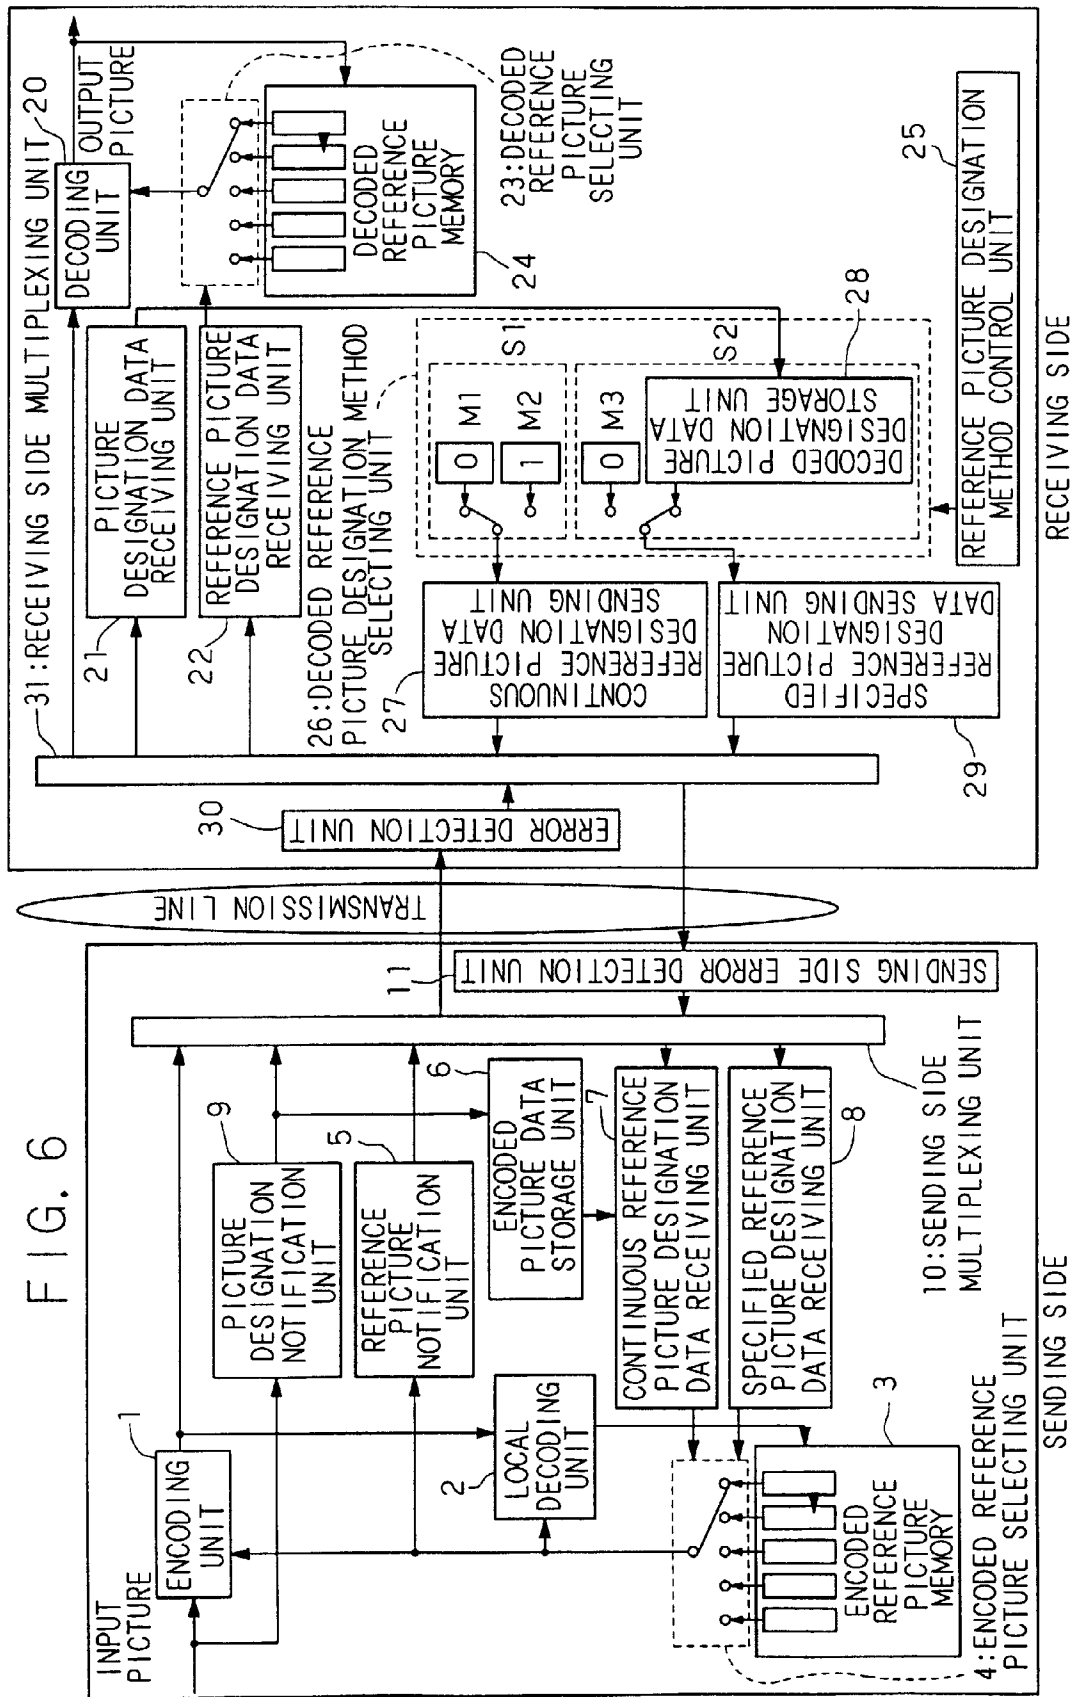 FIG. 6
INPUT
PICTURE
1
ENCODING
UNIT
9
PICTURE
DESIGNATION
NOTIFICATION
UNIT
5
REFERENCE
PICTURE
NOTIFICATION
UNIT
2
LOCAL
DECODING
UNIT
6
ENCODED
PICTURE DATA
STORAGE UNIT
7
CONTINUOUS REFERENCE
PICTURE DESIGNATION
DATA RECEIVING UNIT
SPECIFIED REFERENCE
PICTURE DESIGNATION
DATA RECEIVING UNIT
8
3
ENCODED
REFERENCE
PICTURE
MEMORY
4:ENCODED REFERENCE
PICTURE SELECTING UNIT
10:SENDING SIDE
MULTIPLEXING UNIT
11
SENDING SIDE ERROR DETECTION UNIT
SENDING SIDE
TRANSMISSION LINE
30
ERROR DETECTION UNIT
31:RECEIVING SIDE MULTIPLEXING UNIT
20
DECODING
UNIT
OUTPUT
PICTURE
21
PICTURE
DESIGNATION DATA
RECEIVING UNIT
22
REFERENCE PICTURE
DESIGNATION DATA
RECEIVING UNIT
DECODED
REFERENCE
PICTURE
MEMORY
24
23:DECODED
REFERENCE
PICTURE
SELECTING
UNIT
26:DECODED REFERENCE
PICTURE DESIGNATION METHOD
SELECTING UNIT
27
CONTINUOUS
REFERENCE PICTURE
DESIGNATION DATA
SENDING UNIT
0
M1
1
M2
S1
0
M3
S2
DECODED PICTURE
DESIGNATION DATA
STORAGE UNIT
28
SPECIFIED
REFERENCE PICTURE
DESIGNATION
DATA SENDING UNIT
29
REFERENCE PICTURE DESIGNATION
METHOD CONTROL UNIT
25
RECEIVING SIDE